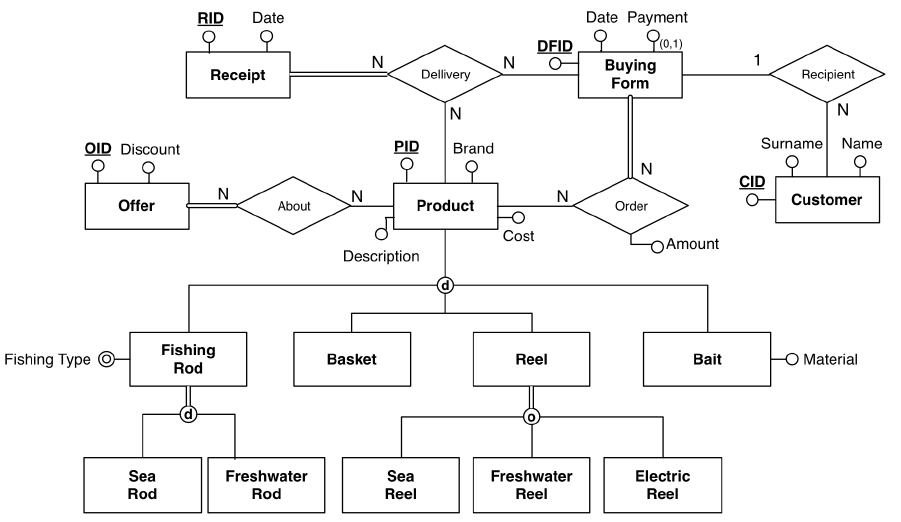 RID
Date
Receipt
N
Dellivery
N
N
DFID
Date
Payment
(0,1)
Buying
Form
1
Recipient
N
Surname
Name
CID
Customer
OID
Discount
Offer
N
About
N
PID
Brand
Product
Description
Cost
N
Order
N
Amount
d
Fishing Type
Fishing
Rod
Basket
Reel
Bait
Material
d
o
Sea
Rod
Freshwater
Rod
Sea
Reel
Freshwater
Reel
Electric
Reel